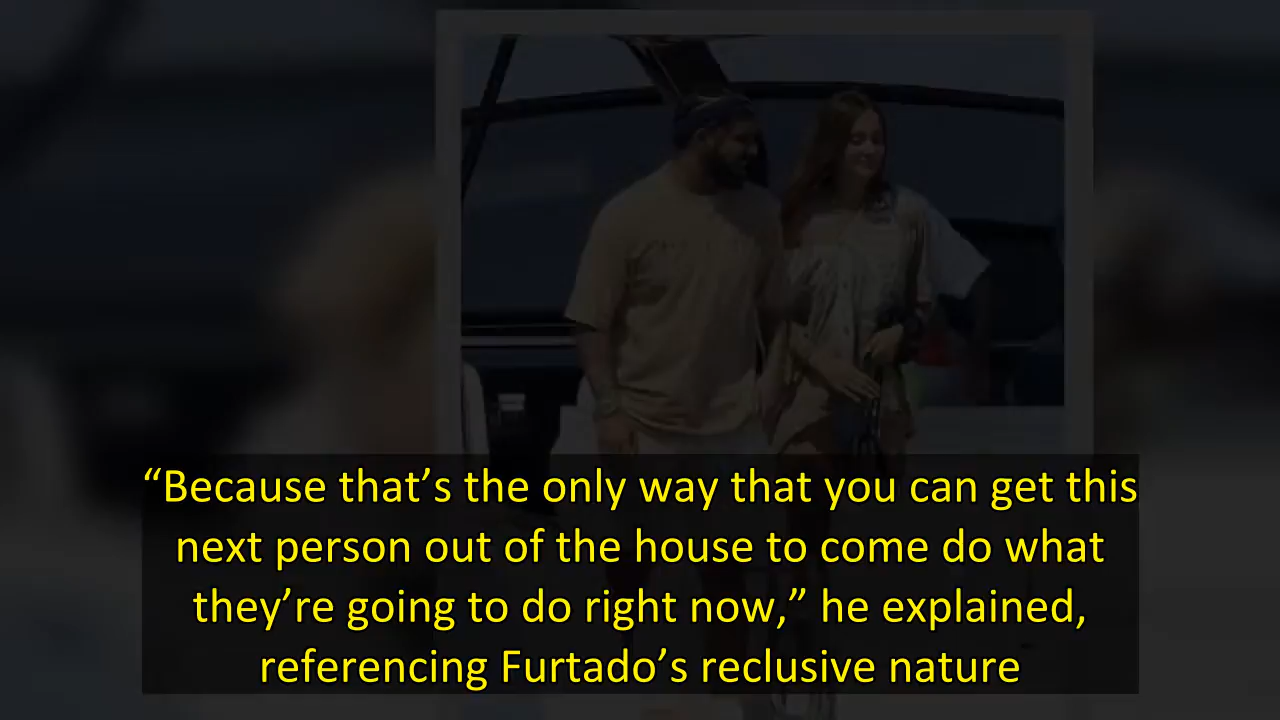 “Because that’s the only way that you can get this
next person out of the house to come do what
they’re going to do right now,” he explained,
referencing Furtado’s reclusive nature